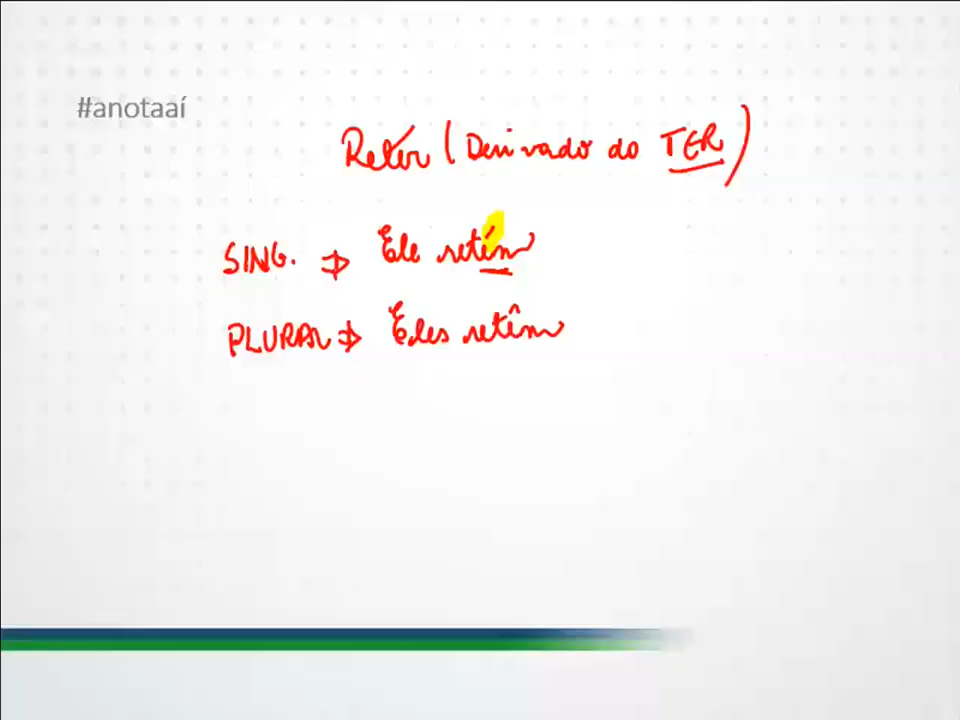 #anotaaí
Reter (Derivado do TER)
SING. ⇒ Ele retém
PLURAL ⇒ Eles retêm